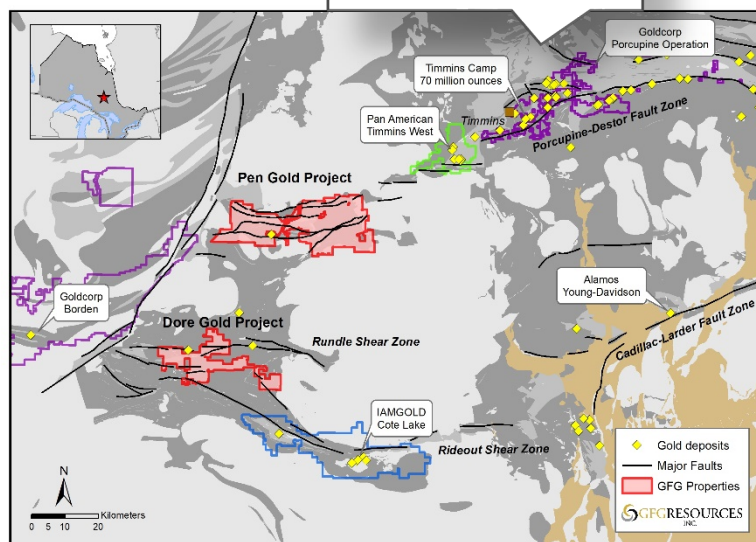 Goldcorp
Porcupine Operation
Timmins Camp
70 million ounces
Pan American
Timmins West
Timmins
Porcupine-Destor Fault Zone
Pen Gold Project
Goldcorp
Borden
Alamos
Young-Davidson
Dore Gold Project
Rundle Shear Zone
Cadillac-Larder Fault Zone
IAMGOLD
Cote Lake
Rideout Shear Zone
N
Kilometers
0 5 10 20
Gold deposits
Major Faults
GFG Properties
GFG RESOURCES
INC.